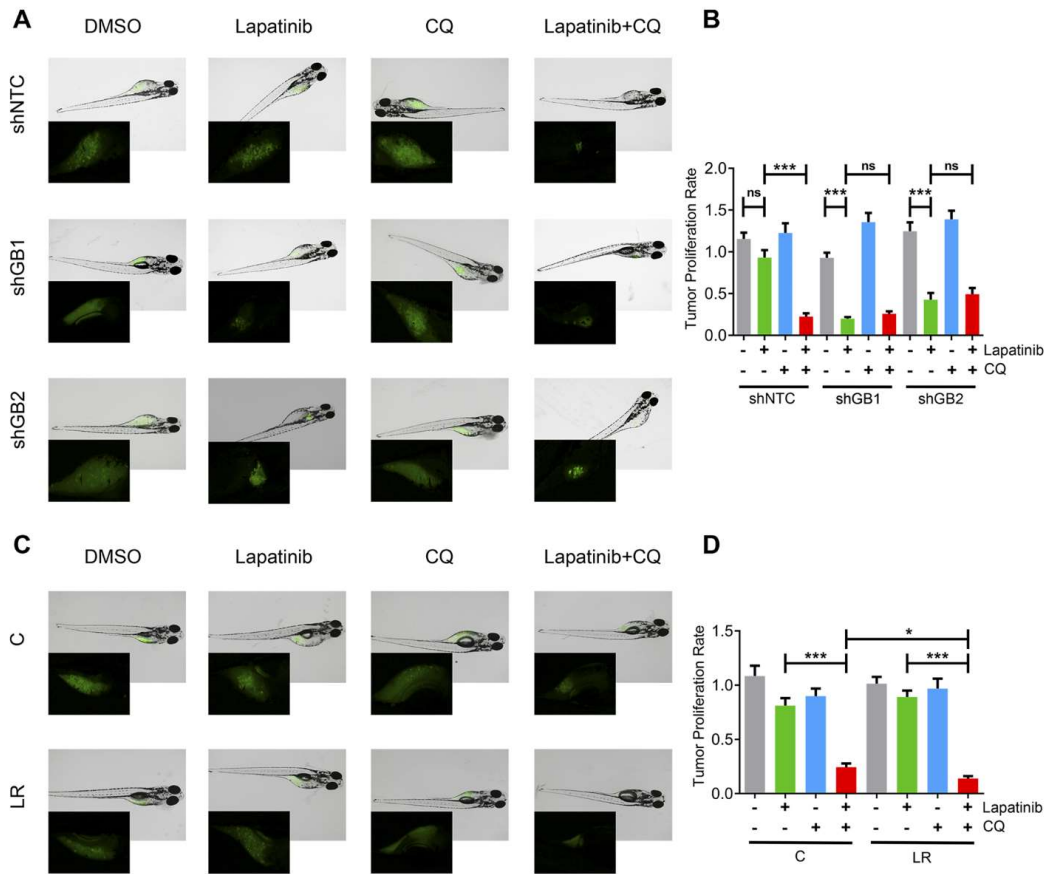 A
DMSO Lapatinib CQ Lapatinib+CQ
shNTC
shGB1
shGB2
B
Tumor Proliferation Rate
2.0
1.5
1.0
0.5
0.0
ns *** *** ns *** ns
- + - + - + - + - + - + Lapatinib
- - + + - - + + - - + + CQ
shNTC shGB1 shGB2
C
DMSO Lapatinib CQ Lapatinib+CQ
C
LR
D
Tumor Proliferation Rate
1.5
1.0
0.5
0.0
*
*** ***
- + - + - + - + Lapatinib
- - + + - - + + CQ
C LR